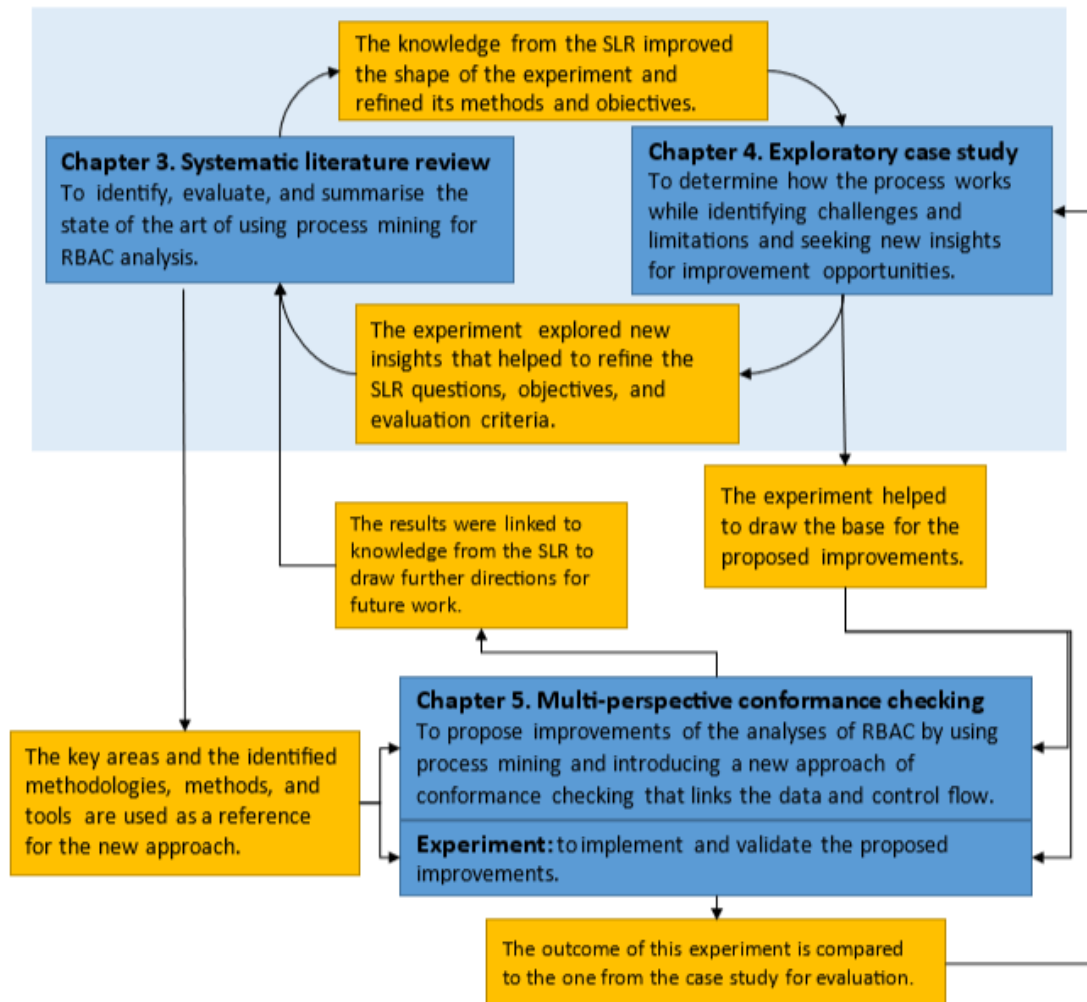 The knowledge from the SLR improved
the shape of the experiment and
refined its methods and objectives.
Chapter 3. Systematic literature review
To identify, evaluate, and summarise the
state of the art of using process mining for
RBAC analysis.
Chapter 4. Exploratory case study
To determine how the process works
while identifying challenges and
limitations and seeking new insights
for improvement opportunities.
The experiment explored new
insights that helped to refine the
SLR questions, objectives, and
evaluation criteria.
The experiment helped
to draw the base for the
proposed improvements.
The results were linked to
knowledge from the SLR to
draw further directions for
future work.
Chapter 5. Multi-perspective conformance checking
To propose improvements of the analyses of RBAC by using
process mining and introducing a new approach of
conformance checking that links the data and control flow.
The key areas and the identified
methodologies, methods, and
tools are used as a reference
for the new approach.
Experiment: to implement and validate the proposed
improvements.
The outcome of this experiment is compared
to the one from the case study for evaluation.